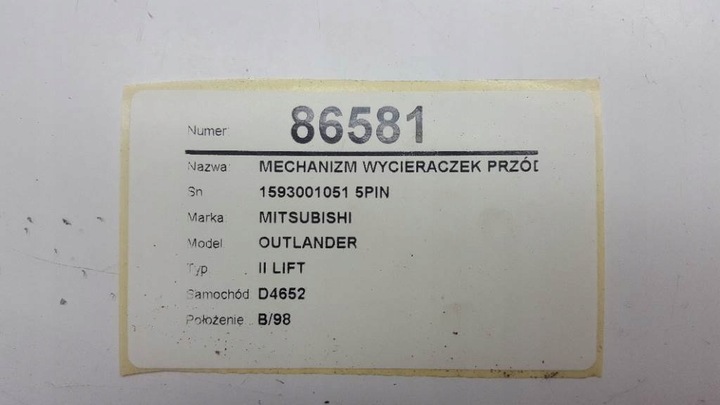 Numer 86581
Nazwa MECHANIZM WYCIERACZEK PRZÓD
Sn 1593001051 5PIN
Marka MITSUBISHI
Model OUTLANDER
Typ II LIFT
Samochód D4652
Położenie B/98